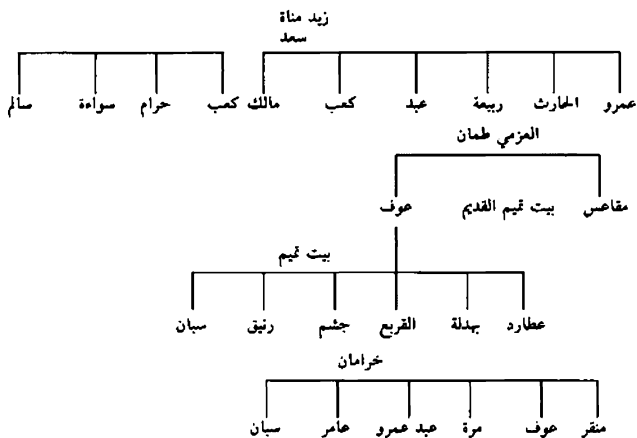 زيد مناة
سعد
عمرو الحارث ربيعة عبد كعب مالك كعب حرام سواءة سالم
العزمي طمان
مقاعس بيت تميم القديم عوف
بيت تميم
عطارد بهدلة القريع جشم رنيق سبان
خرامان
منقر عوف مرة عبد عمرو عامر سبان